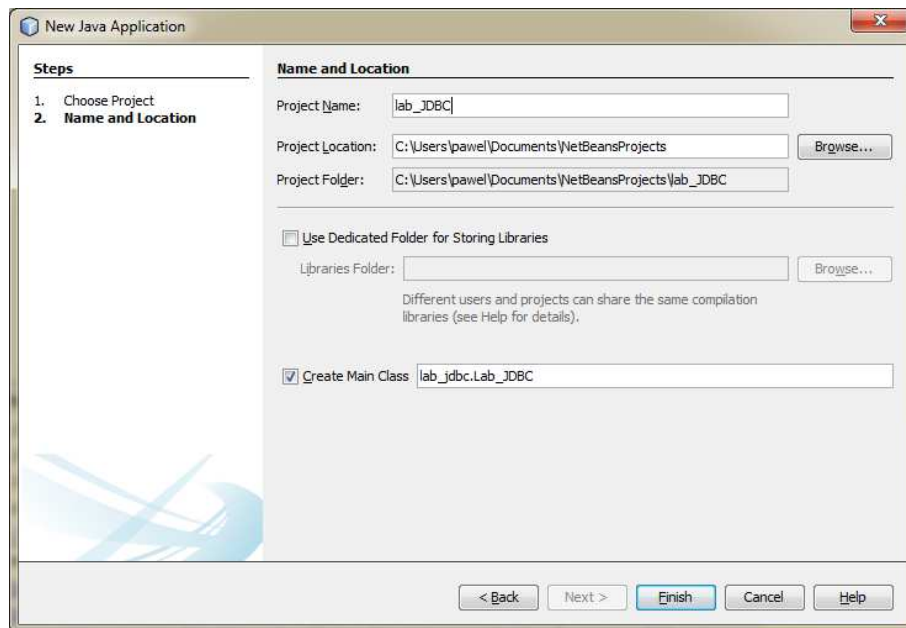 New Java Application
Steps
1. Choose Project
2. Name and Location
Name and Location
Project Name: lab_JDBC
Project Location: C:\Users\pawel\Documents\NetBeansProjects Browse...
Project Folder: C:\Users\pawel\Documents\NetBeansProjects\lab_JDBC
Use Dedicated Folder for Storing Libraries
Libraries Folder: Browse...
Different users and projects can share the same compilation
libraries (see Help for details).
Create Main Class lab_jdbc.Lab_JDBC
< Back Next > Finish Cancel Help